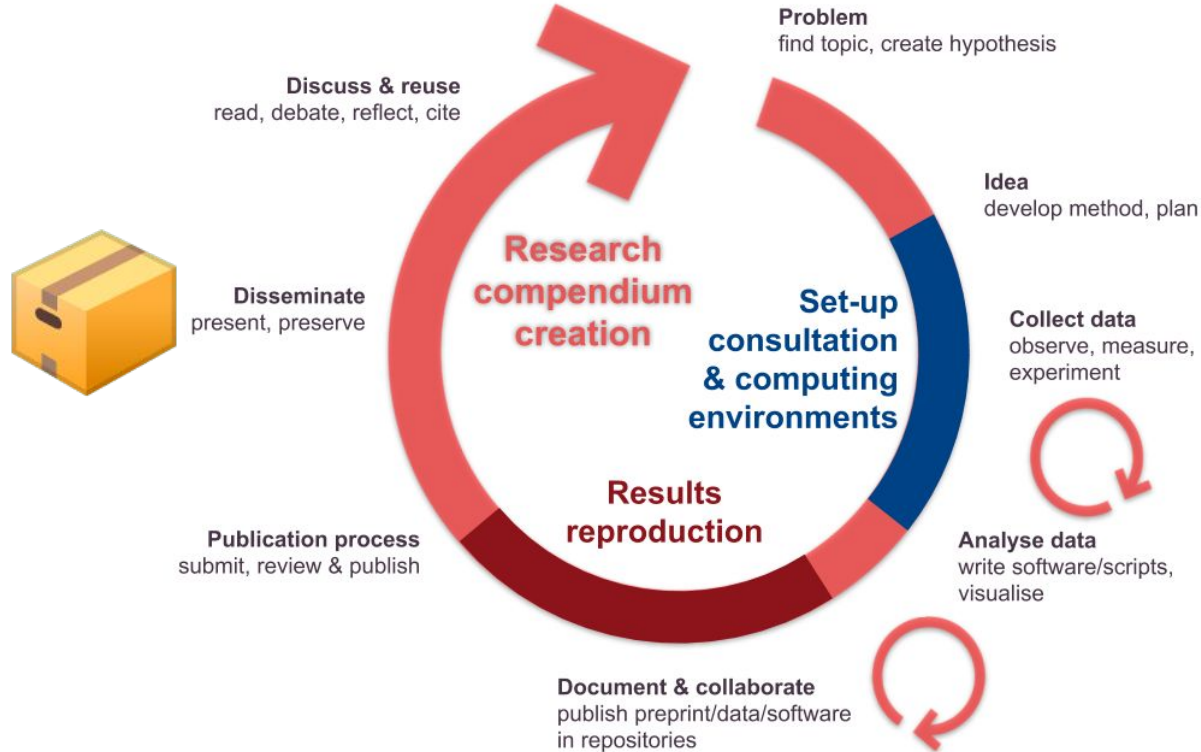 Problem
find topic, create hypothesis
Idea
develop method, plan
Collect data
observe, measure,
experiment
Analyse data
write software/scripts,
visualise
Document & collaborate
publish preprint/data/software
in repositories
Publication process
submit, review & publish
Disseminate
present, preserve
Discuss & reuse
read, debate, reflect, cite
Research
compendium
creation
Set-up
consultation
& computing
environments
Results
reproduction